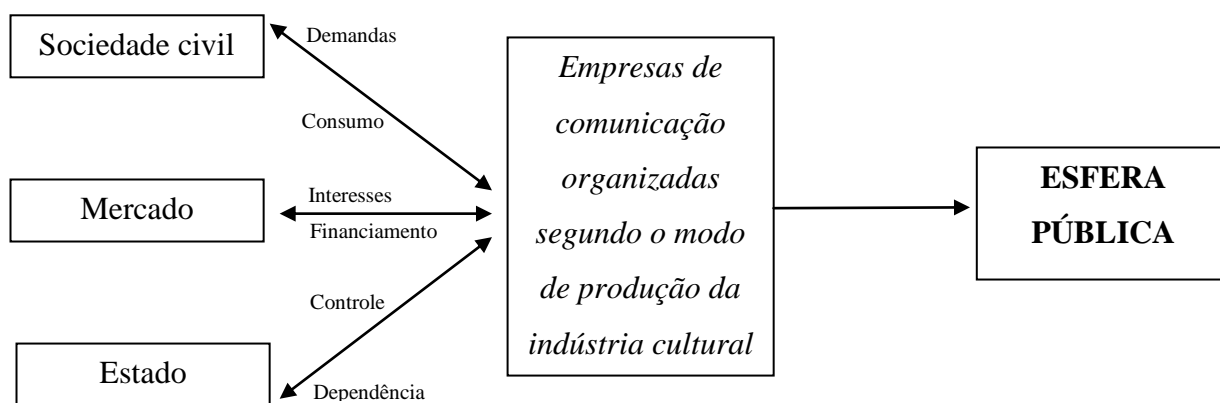 Sociedade civil
Demandas
Consumo
Mercado
Interesses
Financiamento
Estado
Controle
Dependência
Empresas de
comunicação
organizadas
segundo o modo
de produção da
indústria cultural
ESFERA
PÚBLICA